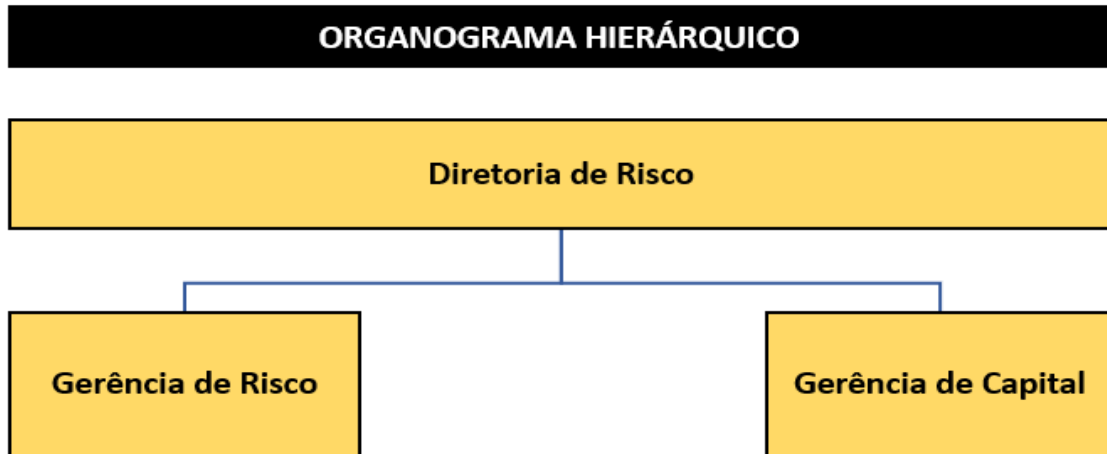 ORGANOGRAMA HIERÁRQUICO
Diretoria de Risco
Gerência de Risco
Gerência de Capital